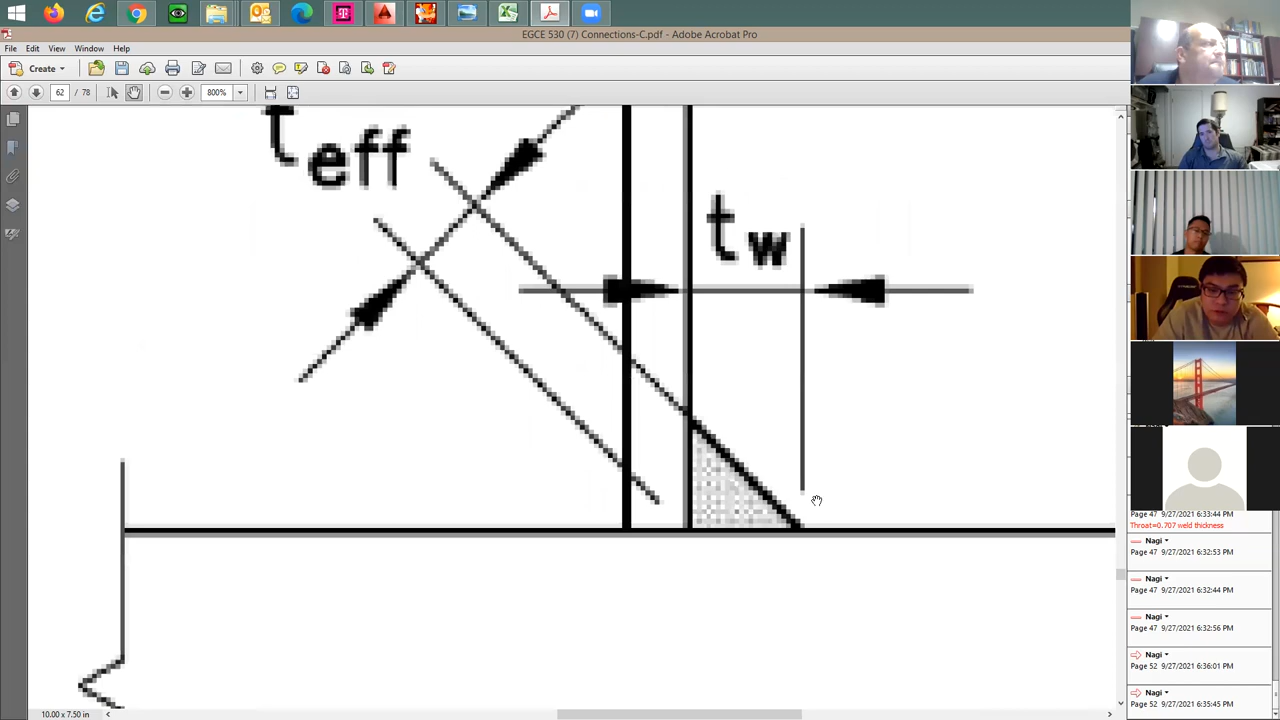 EGCE 530 (7) Connections-C.pdf - Adobe Acrobat Pro
File Edit View Window Help
Create
62 / 78 800%
teff
tw
Page 47 9/27/2021 6:33:44 PM
Throat=0.707 weld thickness
Nagi
Page 47 9/27/2021 6:32:53 PM
Nagi
Page 47 9/27/2021 6:32:44 PM
Nagi
Page 47 9/27/2021 6:32:56 PM
Nagi
Page 52 9/27/2021 6:36:01 PM
Nagi
Page 52 9/27/2021 6:35:45 PM
10.00 x 7.50 in